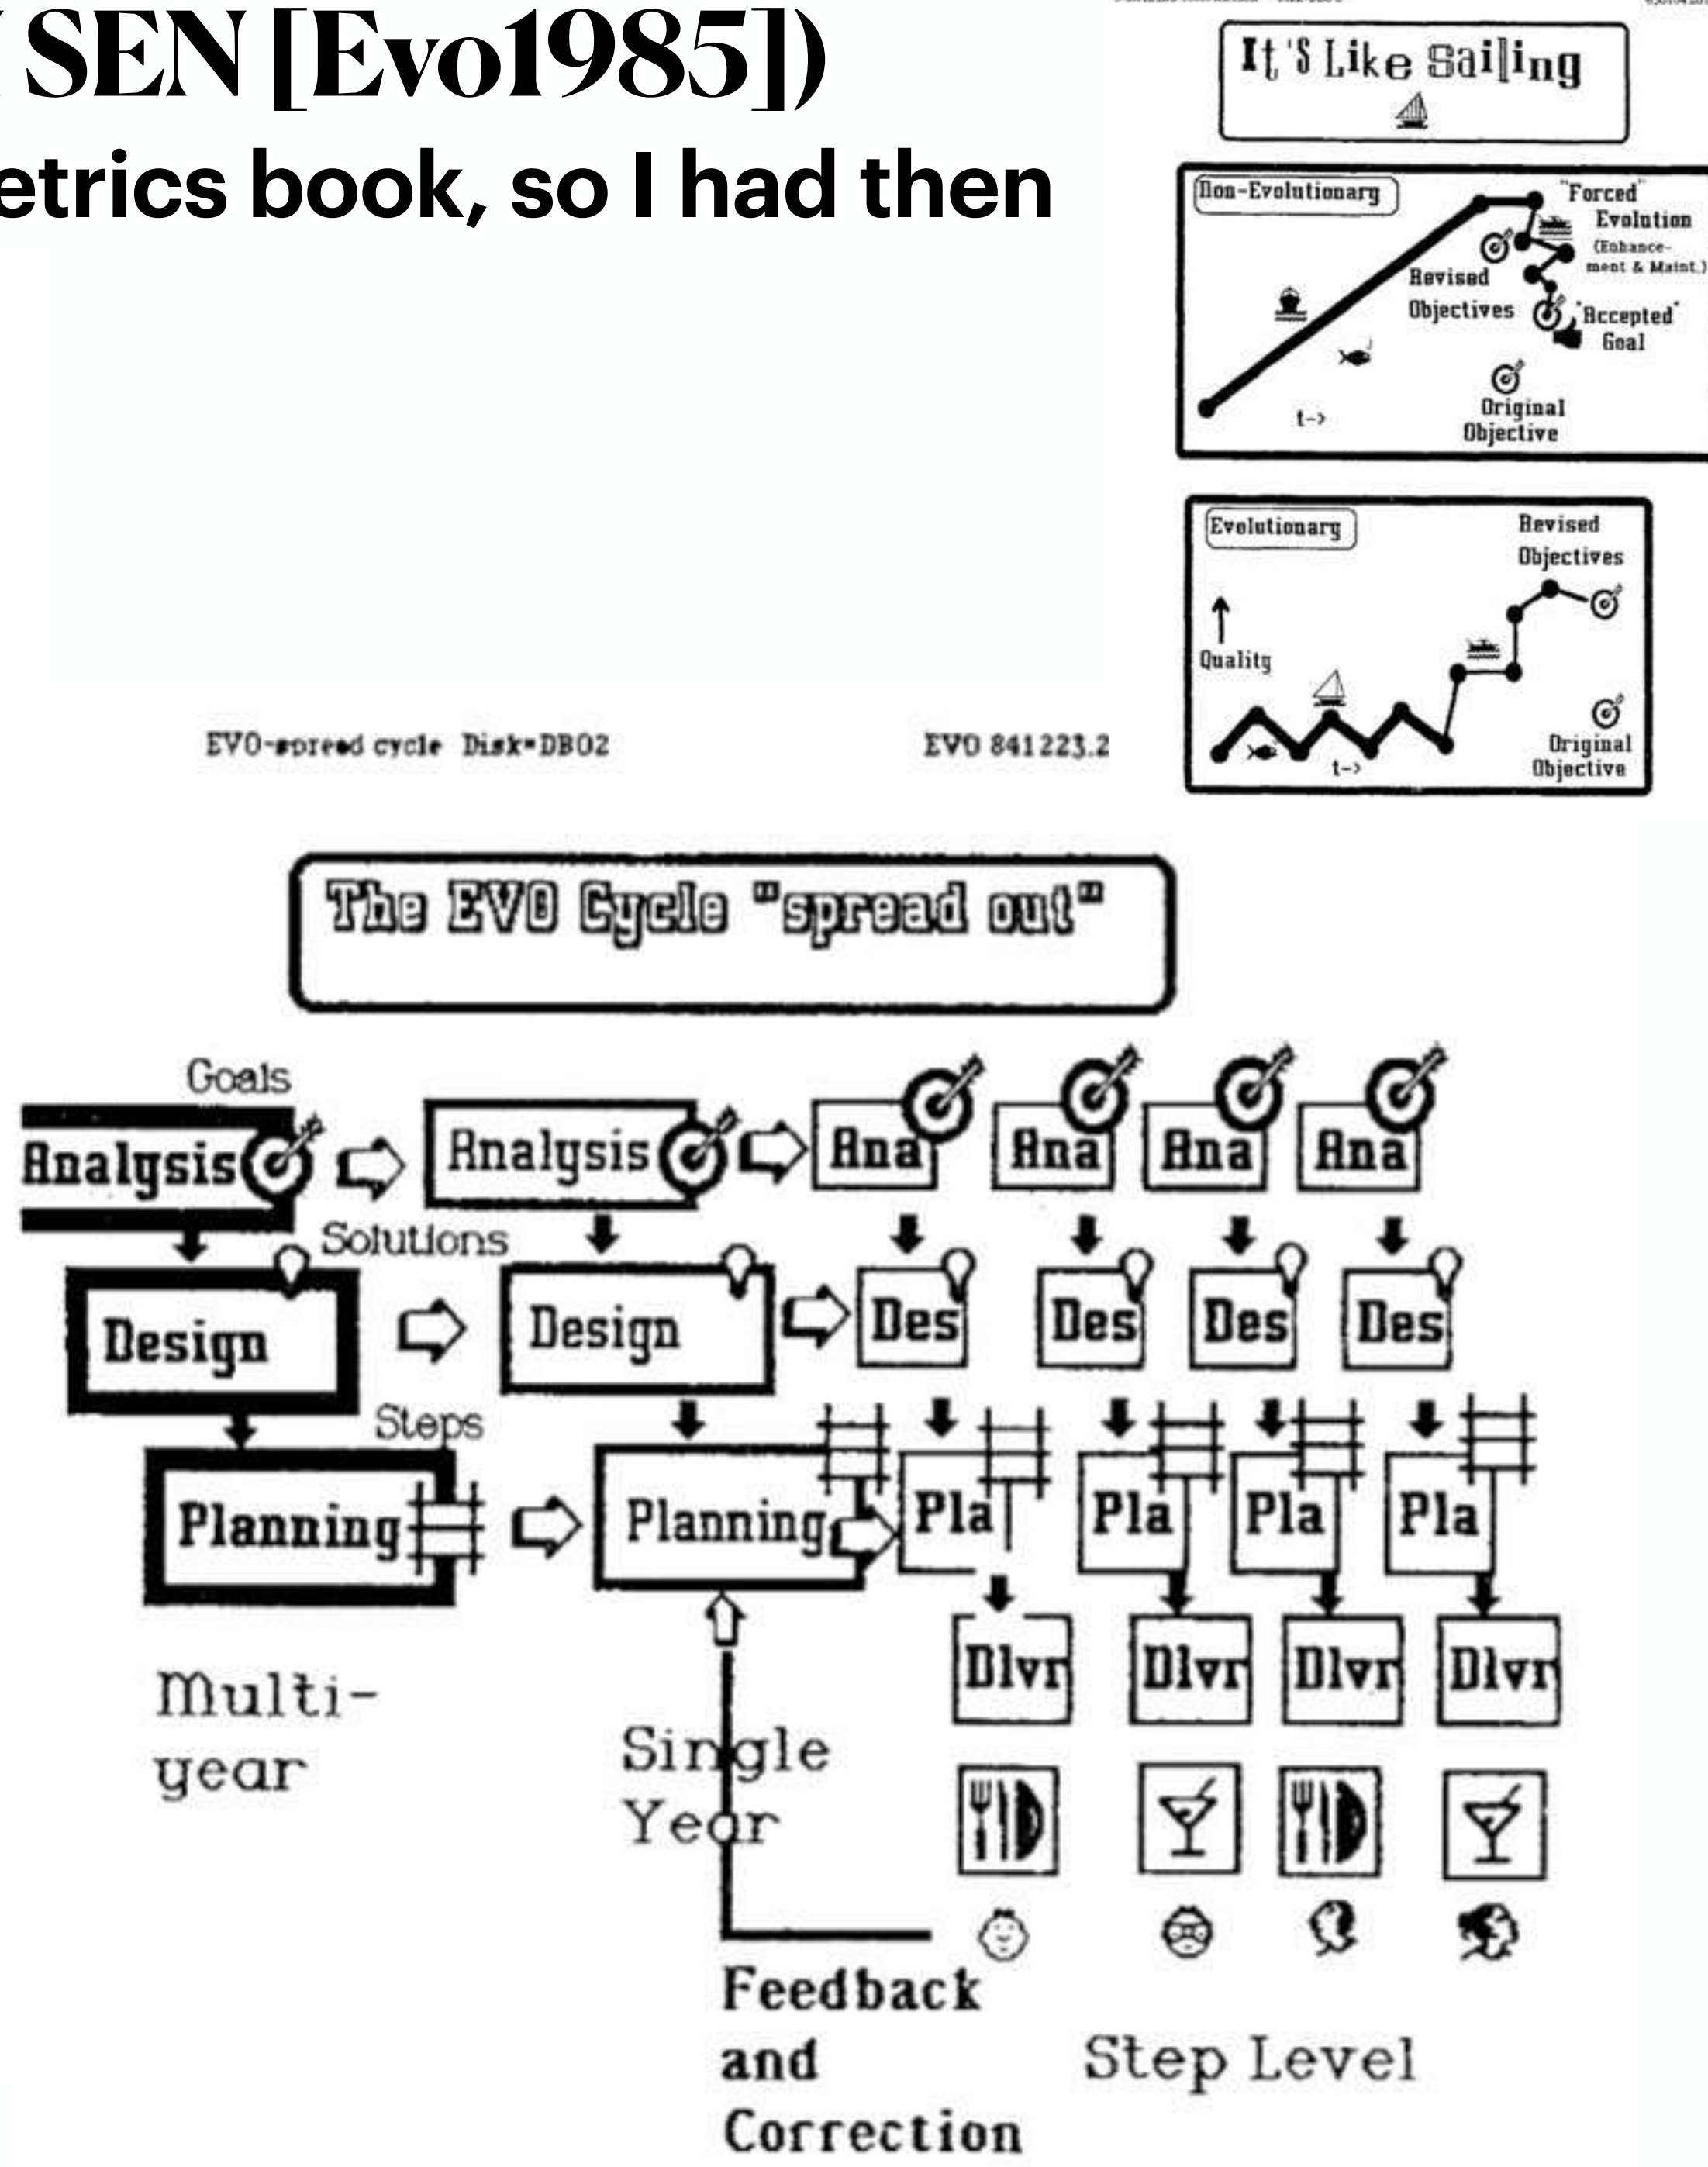 SEN [Evo1985])
etrics book, so I had then
It'S Like Sailing
Non-Evolutionary
"Forced"
Evolution
(Enhance-
ment & Maint.)
Revised
Objectives
"Accepted"
Goal
Original
Objective
t->
Evolutionary
Revised
Objectives
Quality
t->
Original
Objective
EVO-spread cycle Disk=DB02
EVO 841223.2
The EVO Cycle "spread out"
Goals
Analysis Analysis Ana Ana Ana Ana
Solutions
Design Design Des Des Des Des
Steps
Planning Planning Pla Pla Pla Pla
Dlvr Dlvr Dlvr Dlvr
Multi-
year
Single
Year
Feedback
and
Correction
Step Level